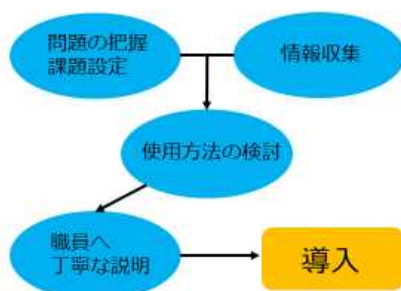 問題の把握
課題設定
情報収集
使用方法の検討
職員へ
丁寧な説明
導入